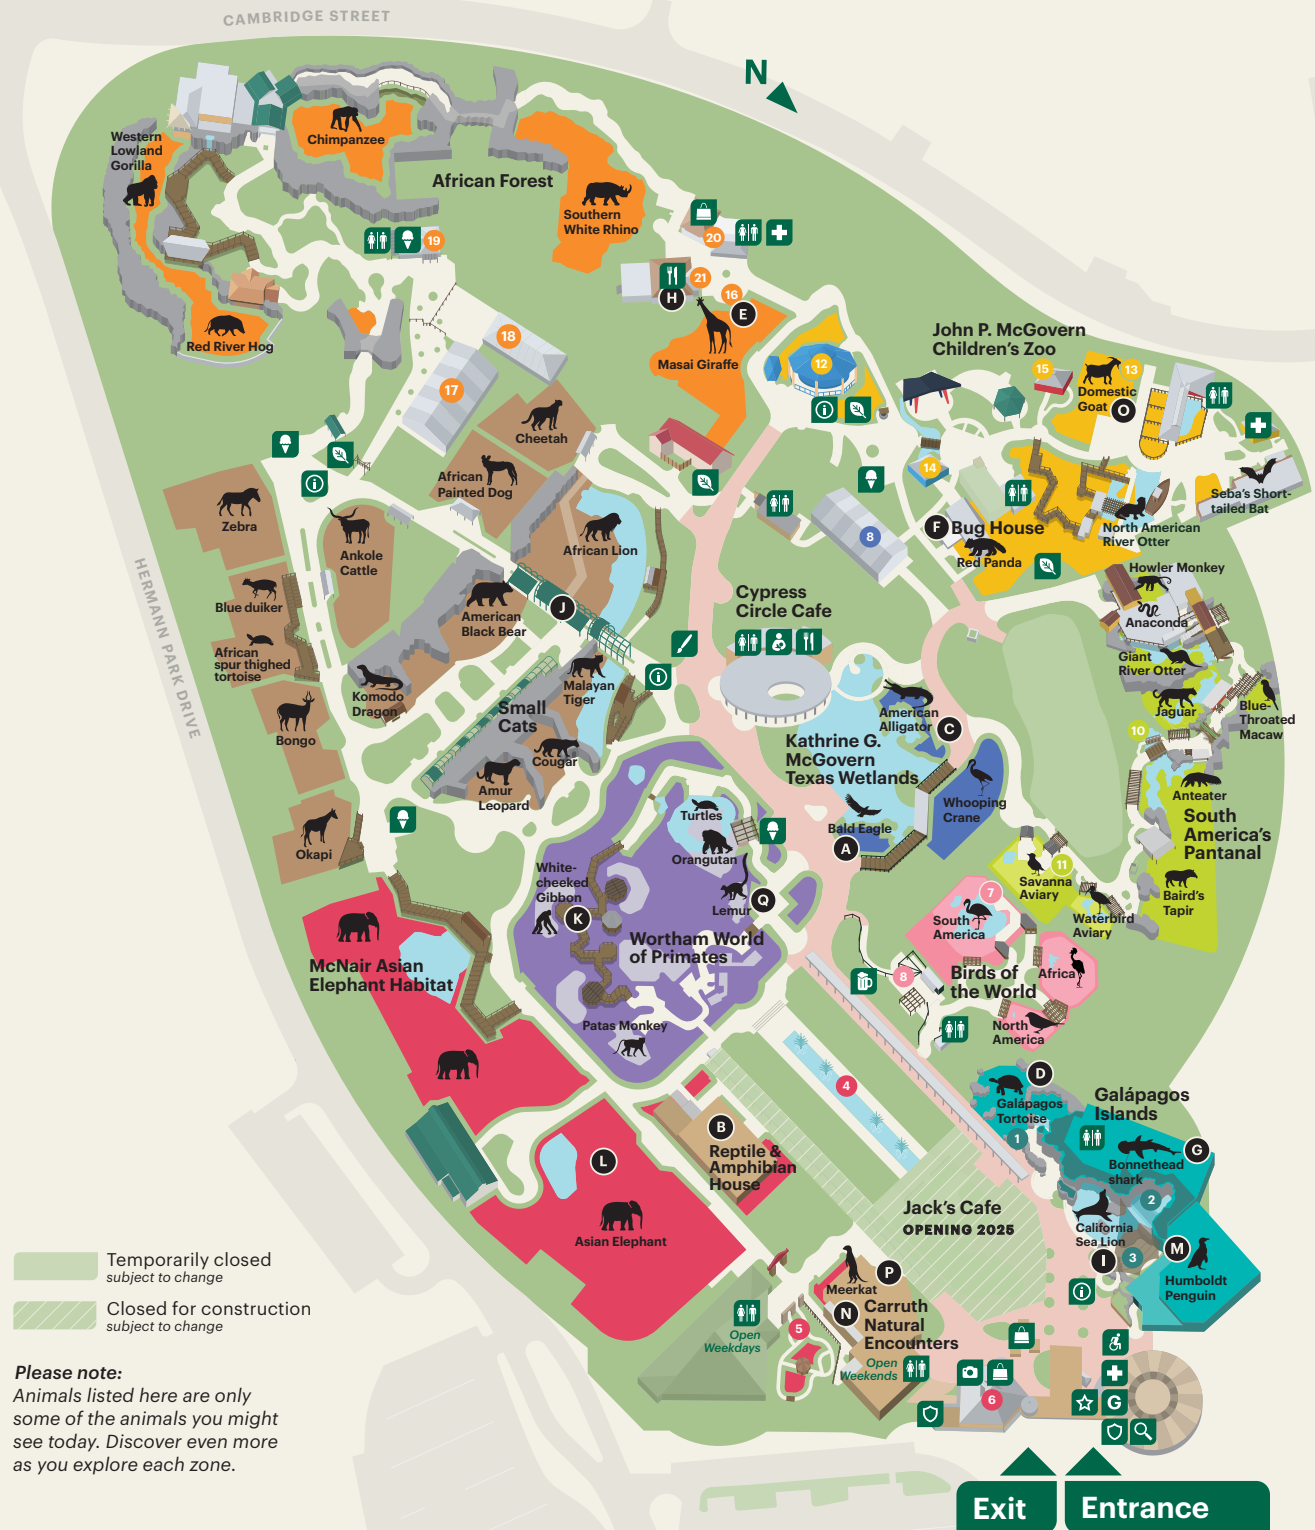 CAMBRIDGE STREET
N
Chimpanzee
Western
Lowland
Gorilla
African Forest
Southern
White Rhino
19
20
21
H
16
E
Red River Hog
18
17
Masai Giraffe
12
John P. McGovern
Children's Zoo
15
13
Domestic
Goat
O
Cheetah
African
Painted Dog
14
Seba's Short-
tailed Bat
Zebra
Ankole
Cattle
African Lion
8
F
Bug House
Red Panda
North American
River Otter
HERMANN PARK DRIVE
Blue duiker
African
spur thighed
tortoise
American
Black Bear
J
Cypress
Circle Cafe
Howler Monkey
Anaconda
Giant
River Otter
Komodo
Dragon
Malayan
Tiger
Small
Cats
Bongo
Cougar
Amur
Leopard
American
Alligator
C
Kathrine G.
McGovern
Texas Wetlands
Jaguar
Blue-
Throated
Macaw
10
Whooping
Crane
Anteater
South
America's
Pantanal
Okapi
Turtles
Orangutan
Bald Eagle
A
White-
cheeked
Gibbon
K
Lemur
Q
11
Savanna
Aviary
Waterbird
Aviary
Baird's
Tapir
7
South
America
McNair Asian
Elephant Habitat
Wortham World
of Primates
8
Birds of
the World
Africa
North
America
Patas Monkey
4
D
Galápagos
Tortoise
1
Galápagos
Islands
Bonnethead
shark
G
2
B
Reptile &
Amphibian
House
L
Asian Elephant
Jack's Cafe
OPENING 2025
California
Sea Lion
I
3
M
Humboldt
Penguin
Temporarily closed
subject to change
Closed for construction
subject to change
Meerkat
P
N
Carruth
Natural
Encounters
Open
Weekdays
5
Open
Weekends
6
G
Please note:
Animals listed here are only
some of the animals you might
see today. Discover even more
as you explore each zone.
Exit
Entrance